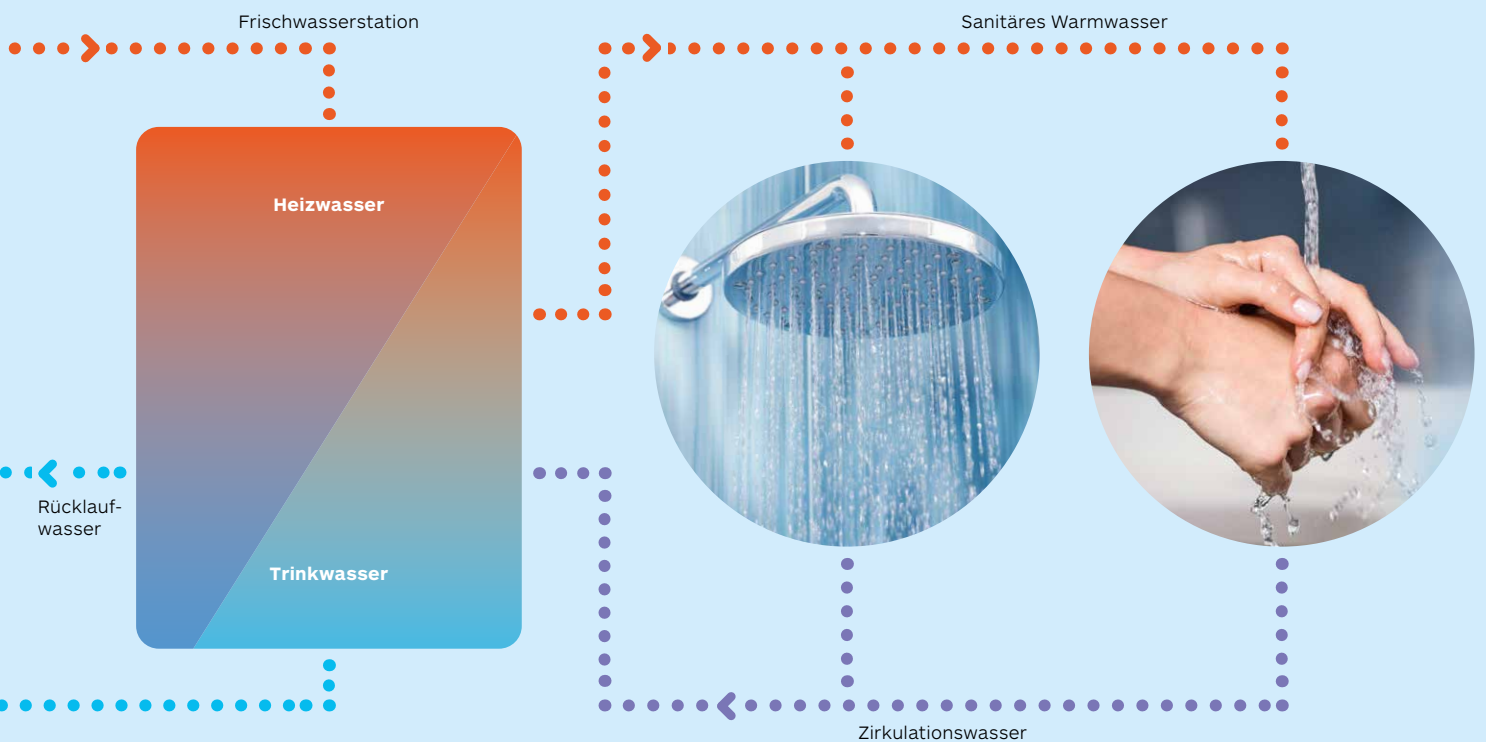 Frischwasserstation
Sanitäres Warmwasser
Heizwasser
Rücklauf-
wasser
Trinkwasser
Zirkulationswasser